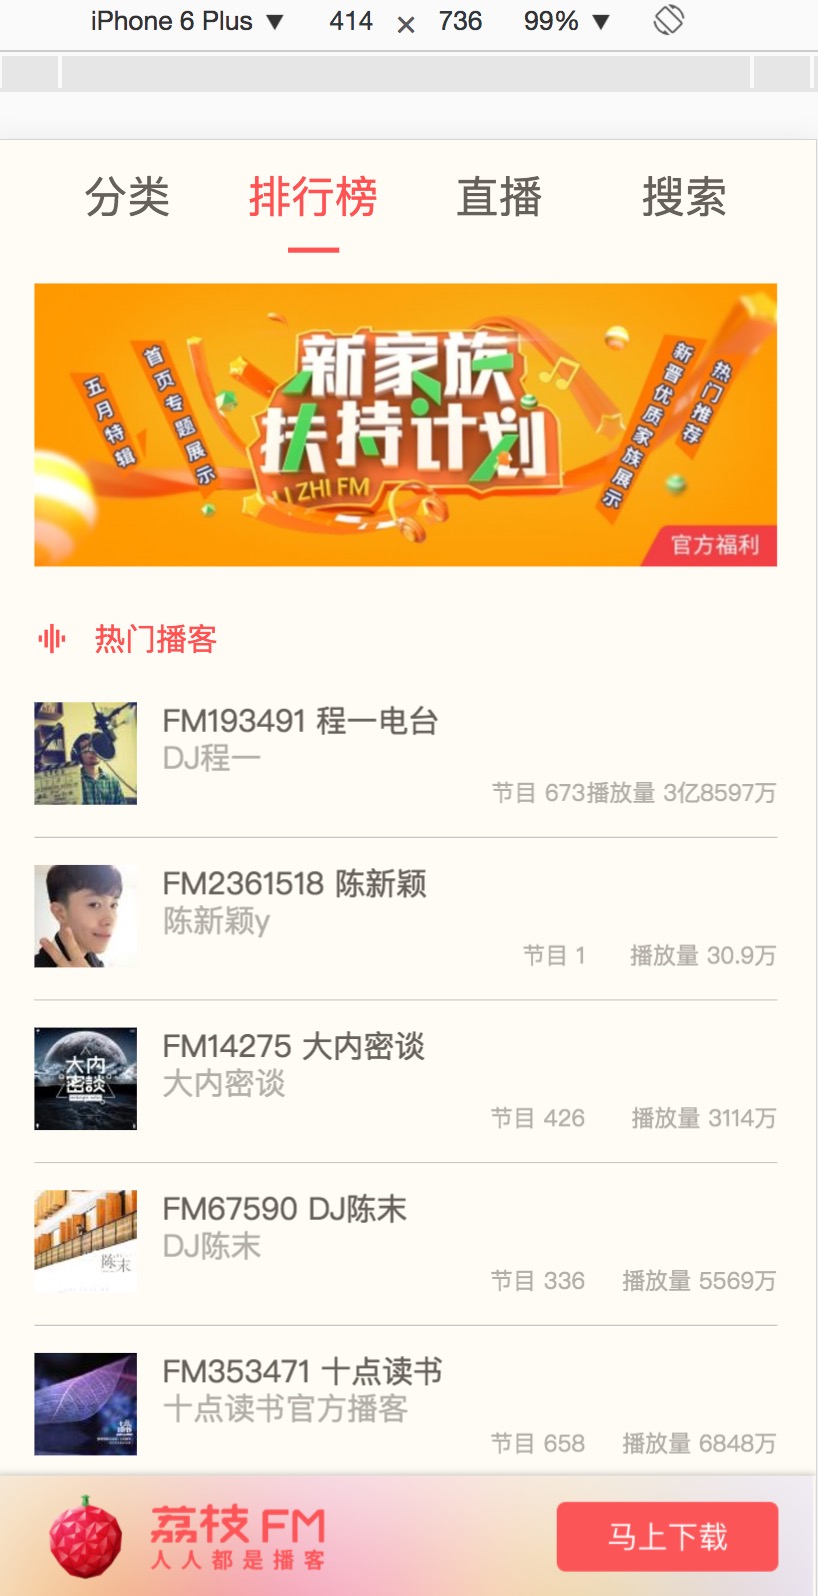 iPhone 6 Plus ▼ 414 × 736 99% ▼
分类 排行榜 直播 搜索
五月特辑
首页专题展示
新家族
扶持计划
LIZHI FM
新晋优质家族展示
热门推荐
官方福利
热门播客
FM193491 程一电台
DJ程一
节目 673播放量 3亿8597万
FM2361518 陈新颖
陈新颖y
节目 1 播放量 30.9万
大内
密談
FM14275 大内密谈
大内密谈
节目 426 播放量 3114万
陈末
FM67590 DJ陈末
DJ陈末
节目 336 播放量 5569万
FM353471 十点读书
十点读书官方播客
节目 658 播放量 6848万
荔枝 FM
人人都是播客
马上下载